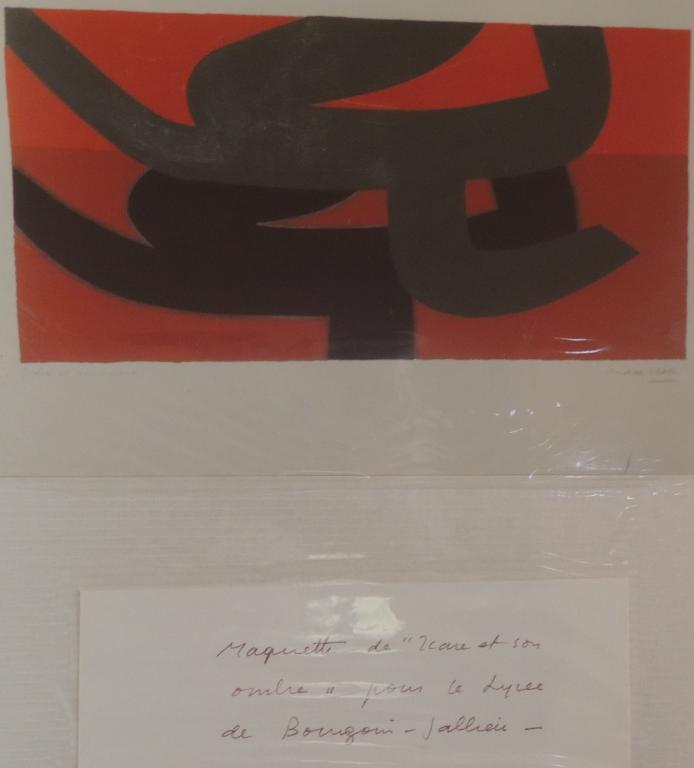 Maquette de "Icare et son
ombre" pour le Lycée
de Bourgoin-Jallieu -